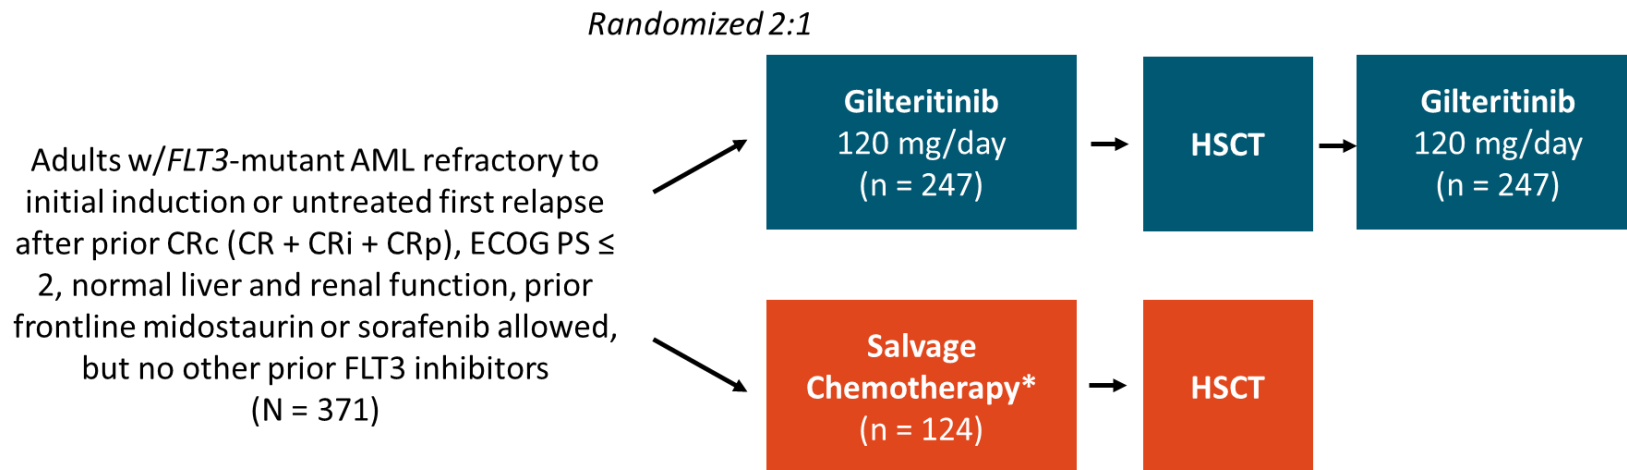 Randomized 2:1
Adults w/FLT3-mutant AML refractory to
initial induction or untreated first relapse
after prior CRc (CR + CRi + CRp), ECOG PS ≤
2, normal liver and renal function, prior
frontline midostaurin or sorafenib allowed,
but no other prior FLT3 inhibitors
(N = 371)
Gilteritinib
120 mg/day
(n = 247)
HSCT
Gilteritinib
120 mg/day
(n = 247)
Salvage
Chemotherapy*
(n = 124)
HSCT